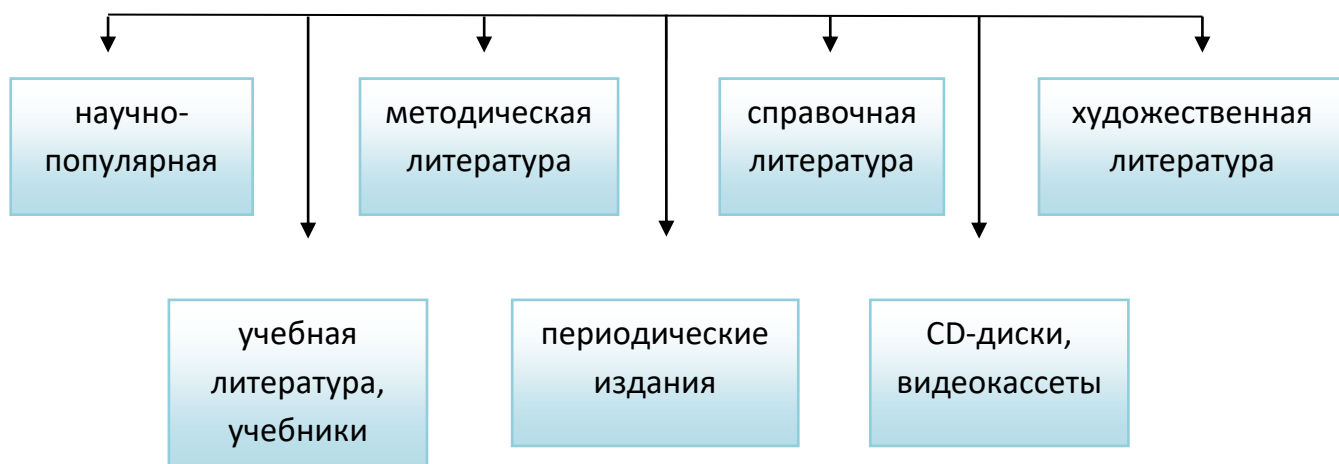 научно-
популярная
методическая
литература
справочная
литература
художественная
литература
учебная
литература,
учебники
периодические
издания
CD-диски,
видеокассеты